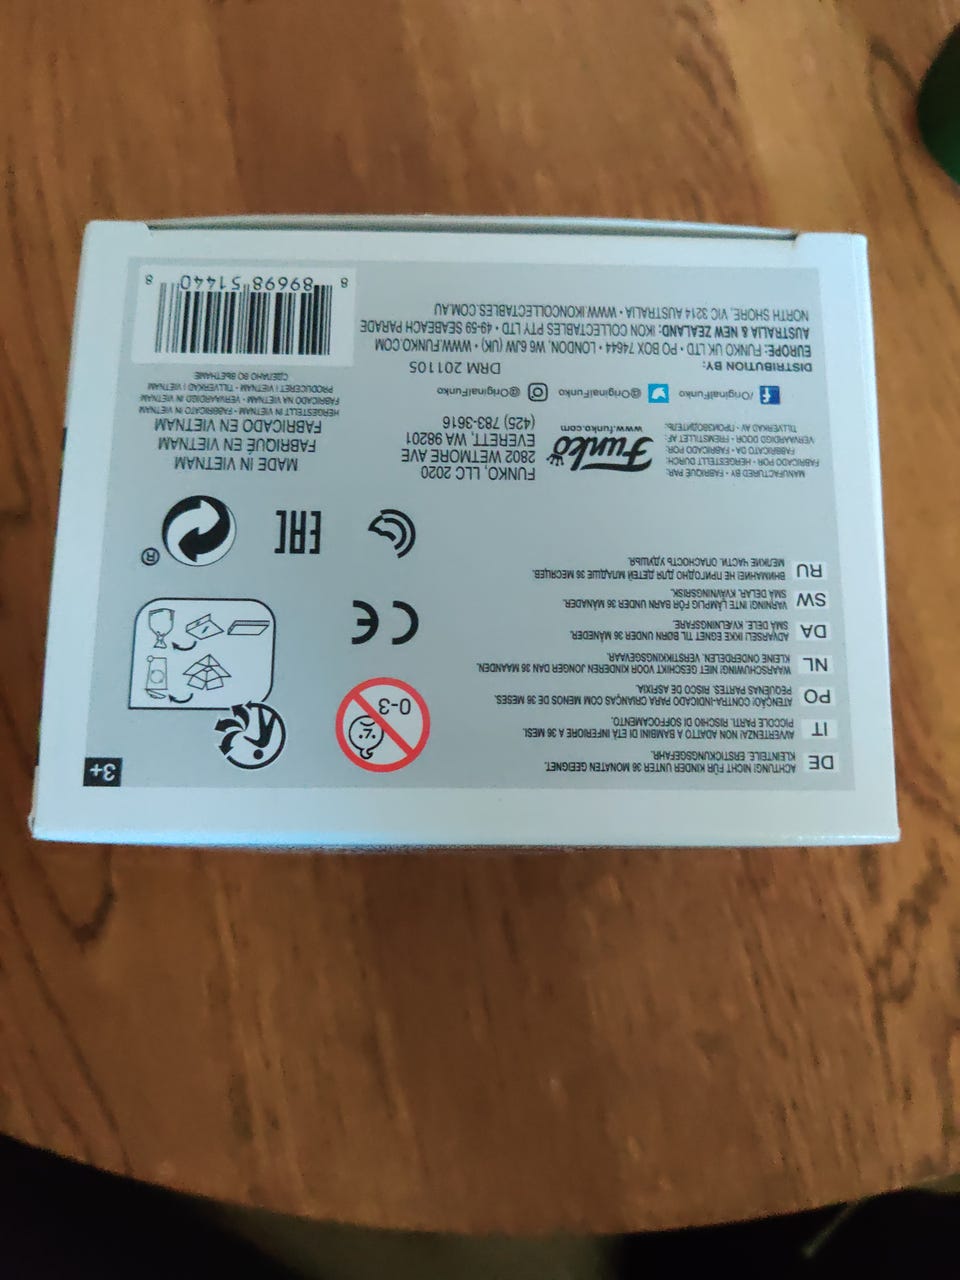 3+
DE ACHTUNG! NICHT FÜR KINDER UNTER 36 MONATEN GEEIGNET.
KLEINTEILE. ERSTICKUNGSGEFAHR.
IT AVVERTENZA! NON ADATTO A BAMBINI DI ETÀ INFERIORE A 36 MESI.
PICCOLE PARTI. RISCHIO DI SOFFOCAMENTO.
PO ATENÇÃO! CONTRA-INDICADO PARA CRIANÇAS COM MENOS DE 36 MESES.
PEQUENAS PARTES. RISCO DE ASFIXIA.
NL WAARSCHUWING! NIET GESCHIKT VOOR KINDEREN JONGER DAN 36 MAANDEN.
KLEINE ONDERDELEN. VERSTIKKINGSGEVAAR.
DA ADVARSEL! IKKE EGNET TIL BØRN UNDER 36 MÅNEDER.
SMÅ DELE. KVÆLNINGSFARE.
SW VARNING! INTE LÄMPLIG FÖR BARN UNDER 36 MÅNADER.
SMÅ DELAR. KVÄVNINGSRISK.
RU ВНИМАНИЕ! НЕ ПРИГОДНО ДЛЯ ДЕТЕЙ МЛАДШЕ 36 МЕСЯЦЕВ.
МЕЛКИЕ ЧАСТИ. ОПАСНОСТЬ УДУШЬЯ.
0-3
CE
EAC
®
MANUFACTURED BY • FABRIQUÉ PAR:
FABRICADO POR • HERGESTELLT DURCH:
FABBRICATO DA • FABRICADO POR:
VERVAARDIGD DOOR • FREMSTILLET AF:
TILLVERKAD AV • ПРОИЗВОДИТЕЛЬ:
Funko
www.funko.com
FUNKO, LLC 2020
2802 WETMORE AVE
EVERETT, WA 98201
(425) 783-3616
/OriginalFunko @OriginalFunko @OriginalFunko
DISTRIBUTION BY: DRM 201105
EUROPE: FUNKO UK LTD • PO BOX 74644 • LONDON, W6 6JW (UK) • WWW.FUNKO.COM
AUSTRALIA & NEW ZEALAND: IKON COLLECTABLES PTY LTD • 49-59 SEABEACH PARADE
NORTH SHORE, VIC 3214 AUSTRALIA • WWW.IKONCOLLECTABLES.COM.AU
MADE IN VIETNAM
FABRIQUÉ EN VIETNAM
FABRICADO EN VIETNAM
HERGESTELLT IN VIETNAM • FABBRICATO IN VIETNAM
FABRICADO NA VIETNAM • VERVAARDIGD IN VIETNAM
PRODUCERET I VIETNAM • TILLVERKAD I VIETNAM
СДЕЛАНО ВО ВЬЕТНАМЕ
8 89698 51440 8